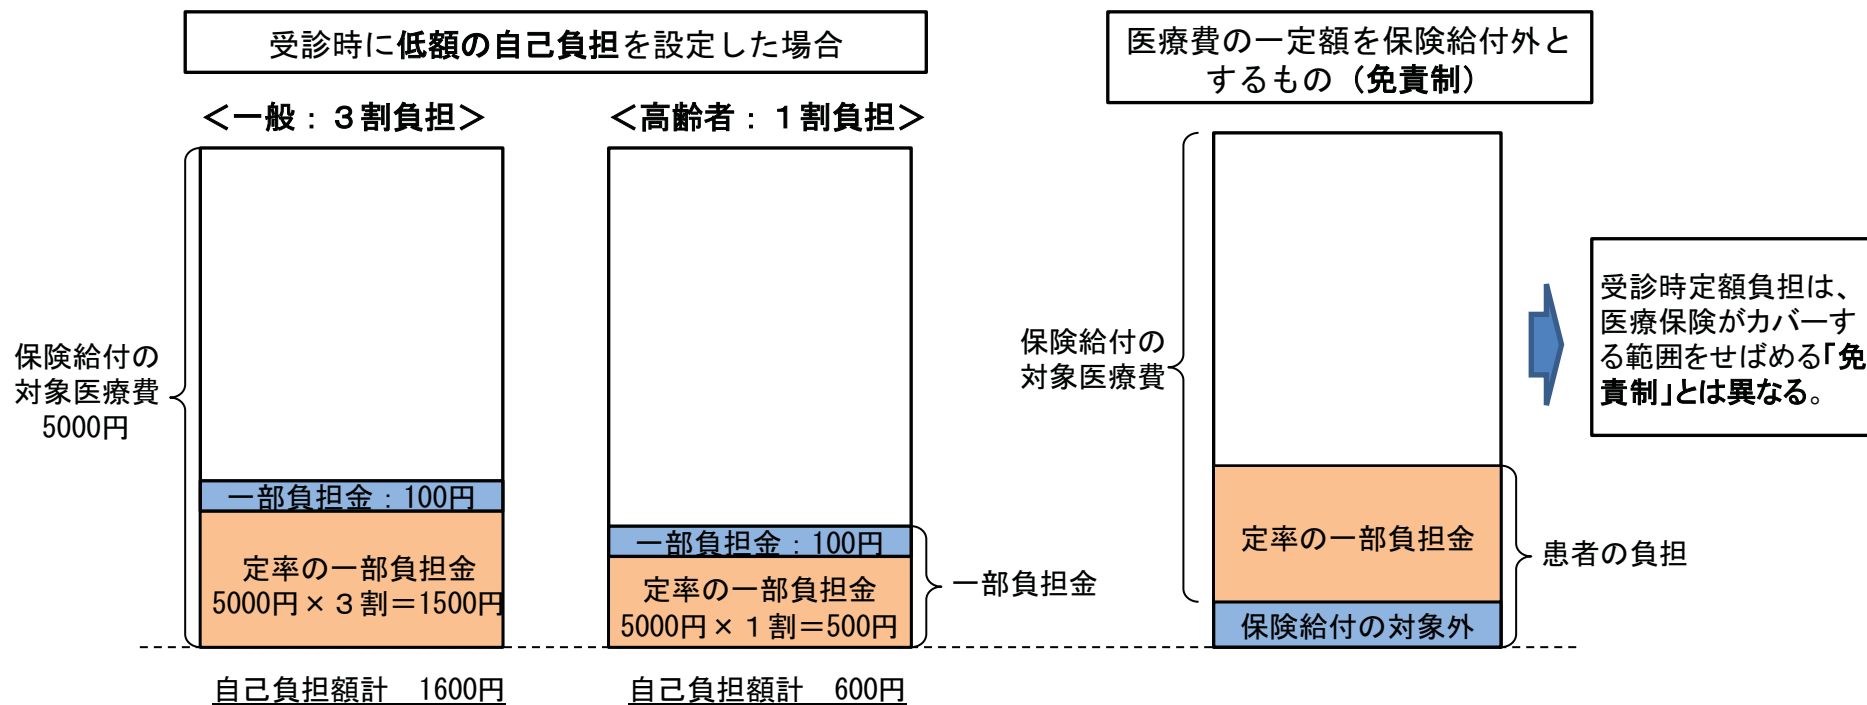 受診時に低額の自己負担を設定した場合
＜一般：３割負担＞
＜高齢者：１割負担＞
保険給付の
対象医療費
5000円
一部負担金：100円
定率の一部負担金
5000円×３割＝1500円
自己負担額計　1600円
一部負担金：100円
定率の一部負担金
5000円×１割＝500円
一部負担金
自己負担額計　600円
医療費の一定額を保険給付外と
するもの（免責制）
保険給付の
対象医療費
定率の一部負担金
保険給付の対象外
患者の負担
受診時定額負担は、
医療保険がカバーす
る範囲をせばめる｢免
責制｣とは異なる。